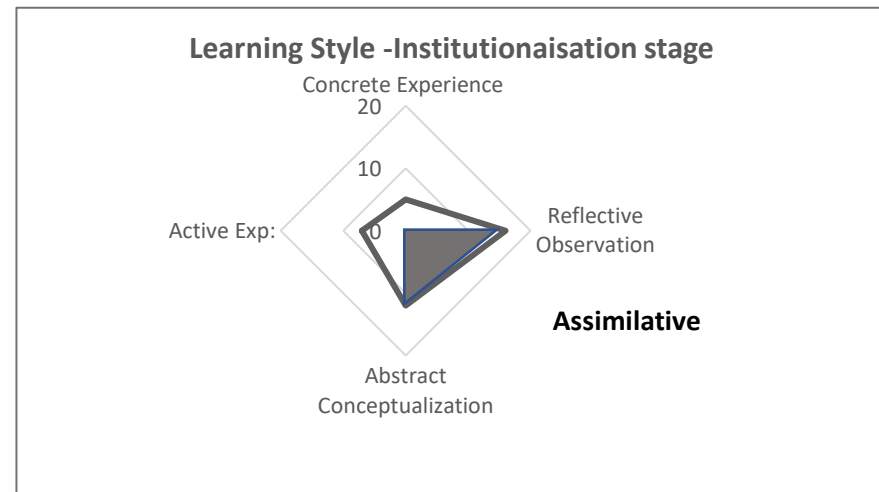 Learning Style -Institutionaisation stage
Concrete Experience
20
10
0
Active Exp:
Reflective
Observation
Assimilative
Abstract
Conceptualization